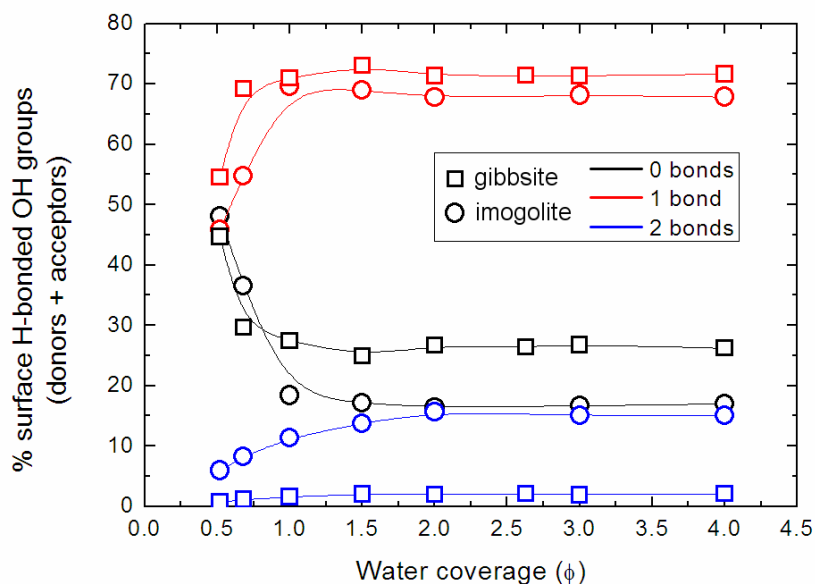 % surface H-bonded OH groups
(donors + acceptors)
80
70
60
50
40
30
20
10
0
gibbsite
imogolite
0 bonds
1 bond
2 bonds
0.0 0.5 1.0 1.5 2.0 2.5 3.0 3.5 4.0 4.5
Water coverage (ϕ)